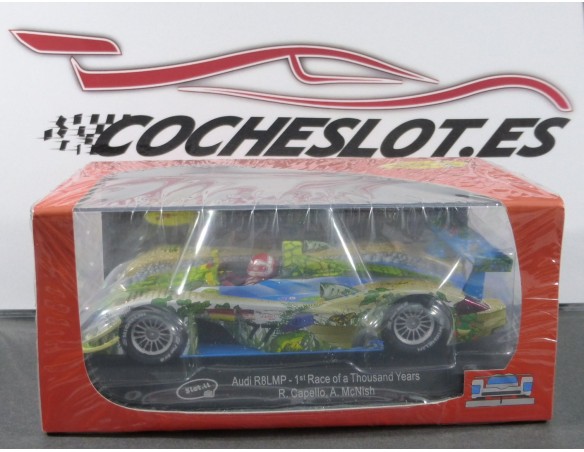 COCHESLOT.ES
Audi R8LMP - 1st Race of a Thousand Years
R. Capello, A. McNish